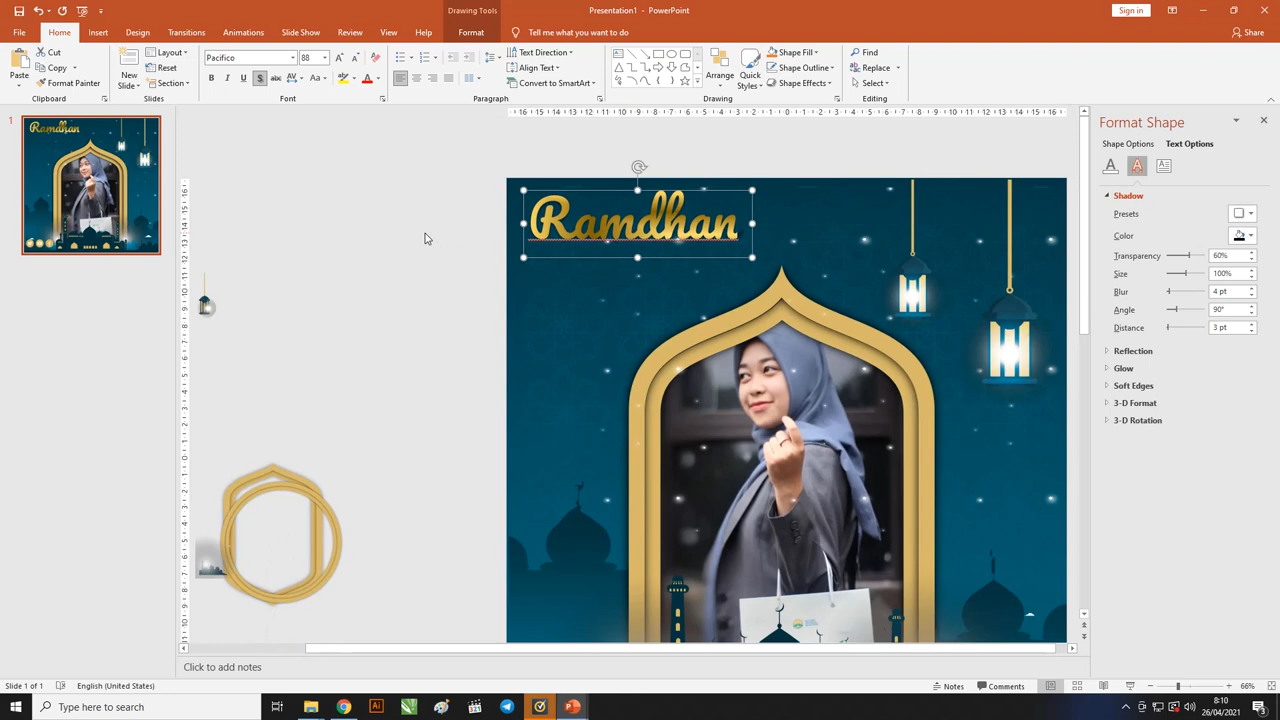 Drawing Tools
Presentation1 - PowerPoint
Sign in
File
Home
Insert
Design
Transitions
Animations
Slide Show
Review
View
Help
Format
Tell me what you want to do
Share
Paste
Cut
Copy
Format Painter
Clipboard
New
Slide
Layout
Reset
Section
Slides
Pacifico
88
Font
Text Direction
Align Text
Convert to SmartArt
Paragraph
Arrange
Quick
Styles
Shape Fill
Shape Outline
Shape Effects
Drawing
Find
Replace
Select
Editing
1
Ramdhan
Ramdhan
Format Shape
Shape Options
Text Options
Shadow
Presets
Color
Transparency
60%
Size
100%
Blur
4 pt
Angle
90°
Distance
3 pt
Reflection
Glow
Soft Edges
3-D Format
3-D Rotation
Click to add notes
Slide 1 of 1
English (United States)
Notes
Comments
66%
Type here to search
8:10
26/04/2021